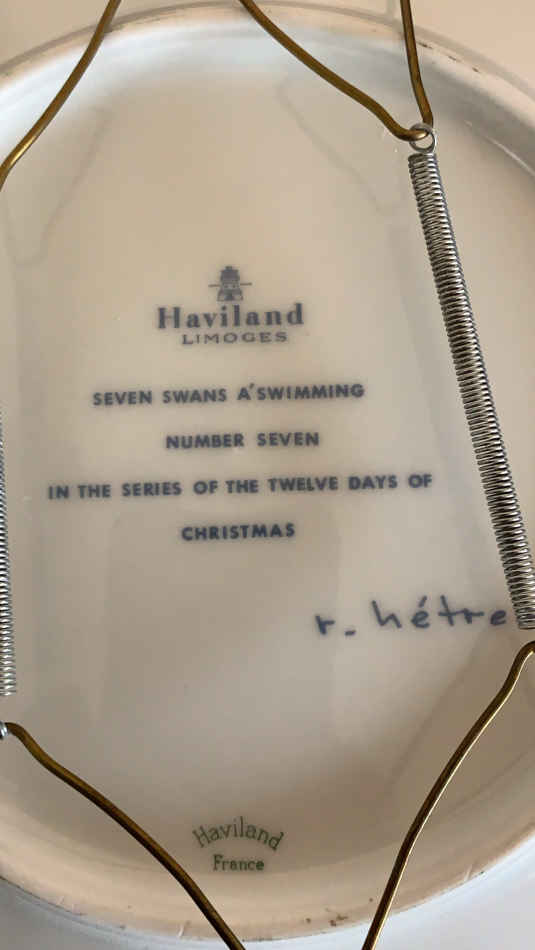 Haviland
LIMOGES
SEVEN SWANS A'SWIMMING
NUMBER SEVEN
IN THE SERIES OF THE TWELVE DAYS OF
CHRISTMAS
r. hétre
Haviland
France